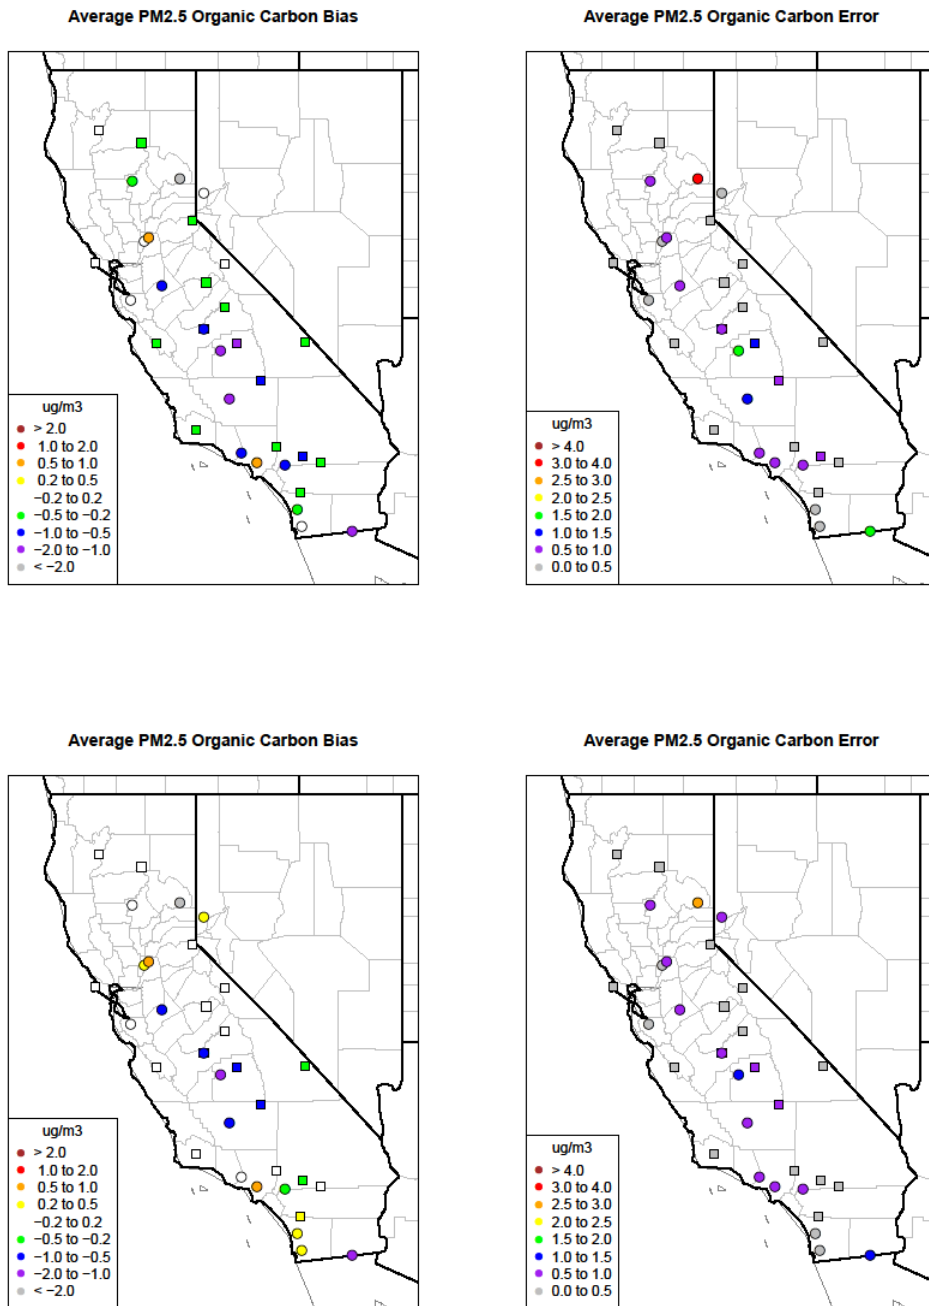 Average PM2.5 Organic Carbon Bias
Average PM2.5 Organic Carbon Error
ug/m3
> 2.0
1.0 to 2.0
0.5 to 1.0
0.2 to 0.5
−0.2 to 0.2
−0.5 to −0.2
−1.0 to −0.5
−2.0 to −1.0
< −2.0
ug/m3
> 4.0
3.0 to 4.0
2.5 to 3.0
2.0 to 2.5
1.5 to 2.0
1.0 to 1.5
0.5 to 1.0
0.0 to 0.5
Average PM2.5 Organic Carbon Bias
Average PM2.5 Organic Carbon Error
ug/m3
> 2.0
1.0 to 2.0
0.5 to 1.0
0.2 to 0.5
−0.2 to 0.2
−0.5 to −0.2
−1.0 to −0.5
−2.0 to −1.0
< −2.0
ug/m3
> 4.0
3.0 to 4.0
2.5 to 3.0
2.0 to 2.5
1.5 to 2.0
1.0 to 1.5
0.5 to 1.0
0.0 to 0.5